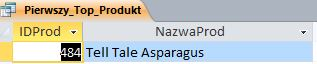 Pierwszy_Top_Produkt
IDProd NazwaProd
484 Tell Tale Asparagus